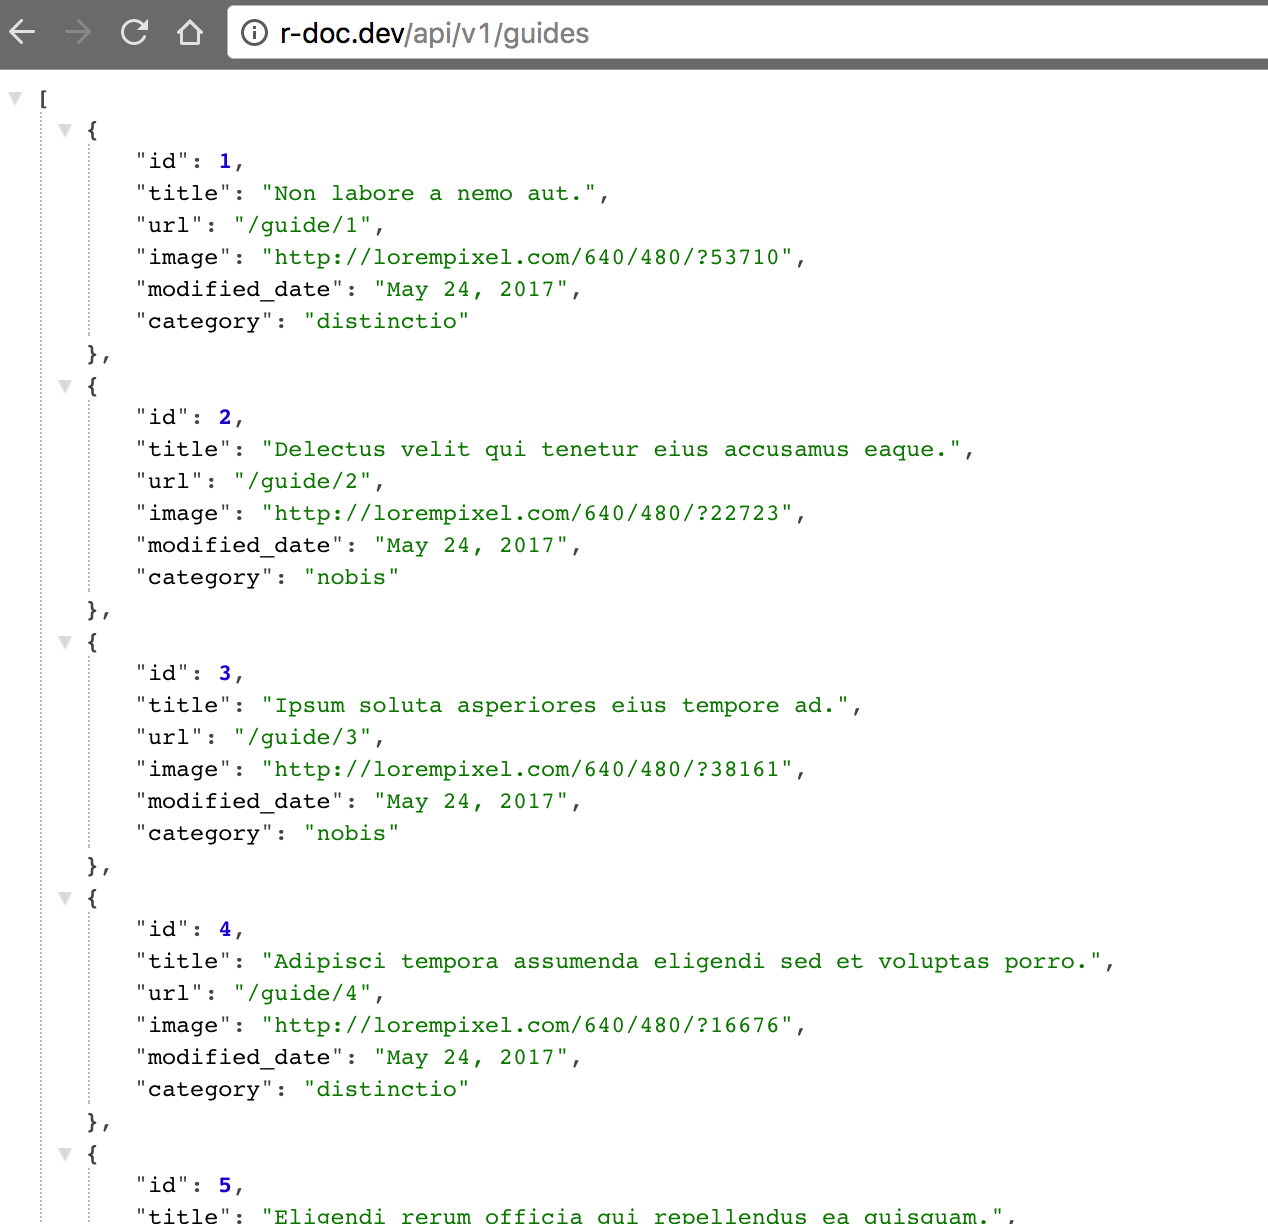 r-doc.dev/api/v1/guides
[
{
"id": 1,
"title": "Non labore a nemo aut.",
"url": "/guide/1",
"image": "http://lorempixel.com/640/480/?53710",
"modified_date": "May 24, 2017",
"category": "distinctio"
},
{
"id": 2,
"title": "Delectus velit qui tenetur eius accusamus eaque.",
"url": "/guide/2",
"image": "http://lorempixel.com/640/480/?22723",
"modified_date": "May 24, 2017",
"category": "nobis"
},
{
"id": 3,
"title": "Ipsum soluta asperiores eius tempore ad.",
"url": "/guide/3",
"image": "http://lorempixel.com/640/480/?38161",
"modified_date": "May 24, 2017",
"category": "nobis"
},
{
"id": 4,
"title": "Adipisci tempora assumenda eligendi sed et voluptas porro.",
"url": "/guide/4",
"image": "http://lorempixel.com/640/480/?16676",
"modified_date": "May 24, 2017",
"category": "distinctio"
},
{
"id": 5,
"title": "Eligendi rerum officia qui repellendus ea quisquam.",